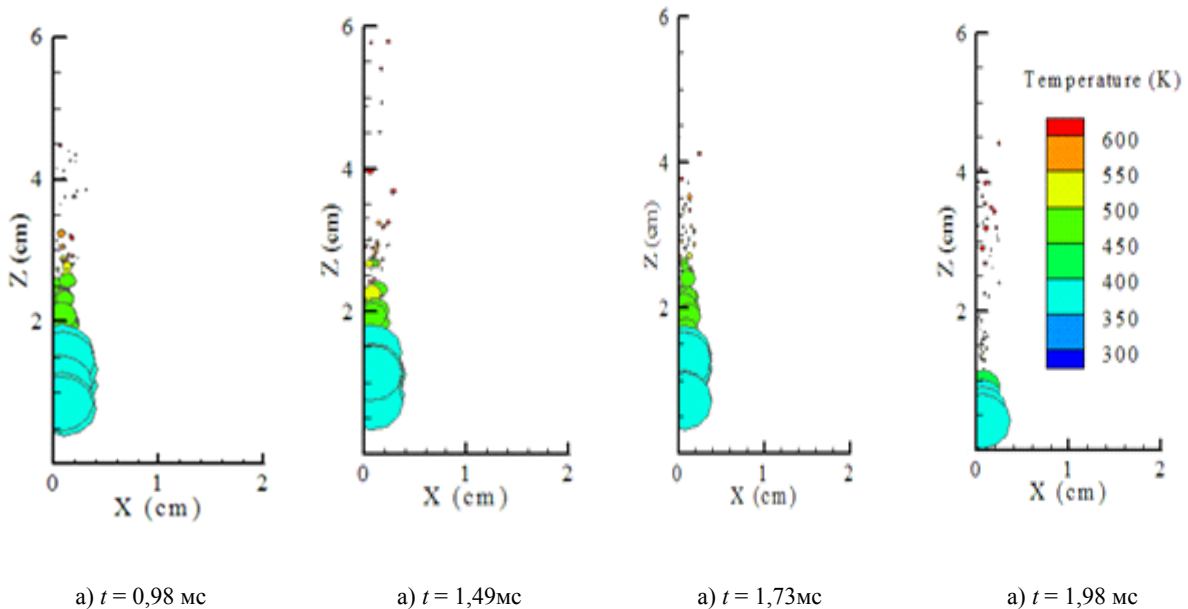 6
4
2
0
1
2
Z (cm)
X (cm)
6
4
2
0
1
2
Z (cm)
X (cm)
6
4
2
0
1
2
Z (cm)
X (cm)
6
4
2
0
1
2
Z (cm)
X (cm)
Temperature (K)
600
550
500
450
400
350
300
а) t = 0,98 мс
а) t = 1,49мс
а) t = 1,73мс
а) t = 1,98 мс